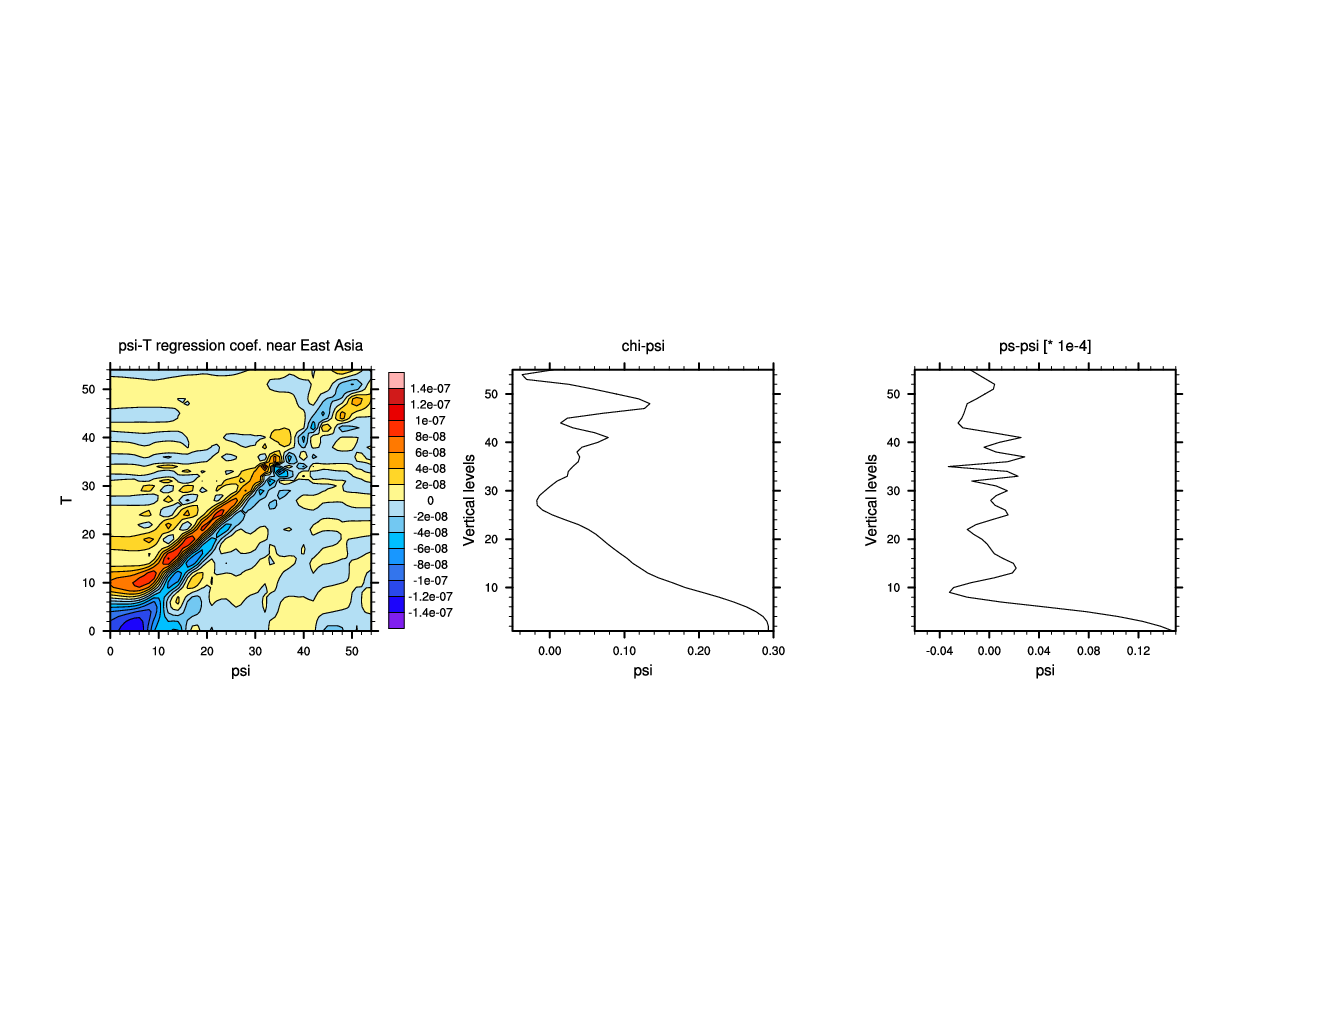 psi-T regression coef. near East Asia
chi-psi
ps-psi [* 1e-4]
50
40
30
20
10
0
T
0 10 20 30 40 50
psi
1.4e-07
1.2e-07
1e-07
8e-08
6e-08
4e-08
2e-08
0
-2e-08
-4e-08
-6e-08
-8e-08
-1e-07
-1.2e-07
-1.4e-07
50
40
30
20
10
Vertical levels
0.00 0.10 0.20 0.30
psi
50
40
30
20
10
Vertical levels
-0.04 0.00 0.04 0.08 0.12
psi